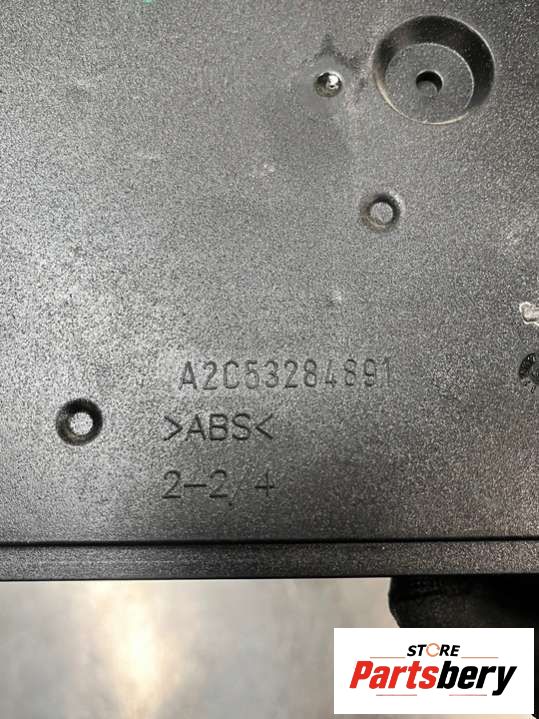 A2C53284891
>ABS<
2-2/4
STORE
Partsbery